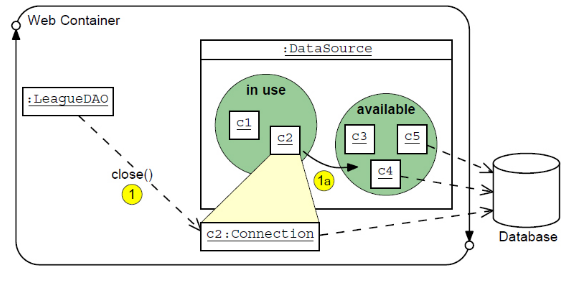 Web Container
:DataSource
in use
:LeagueDAO
available
c1
c2
c3
c5
c4
close()
1
1a
c2:Connection
Database